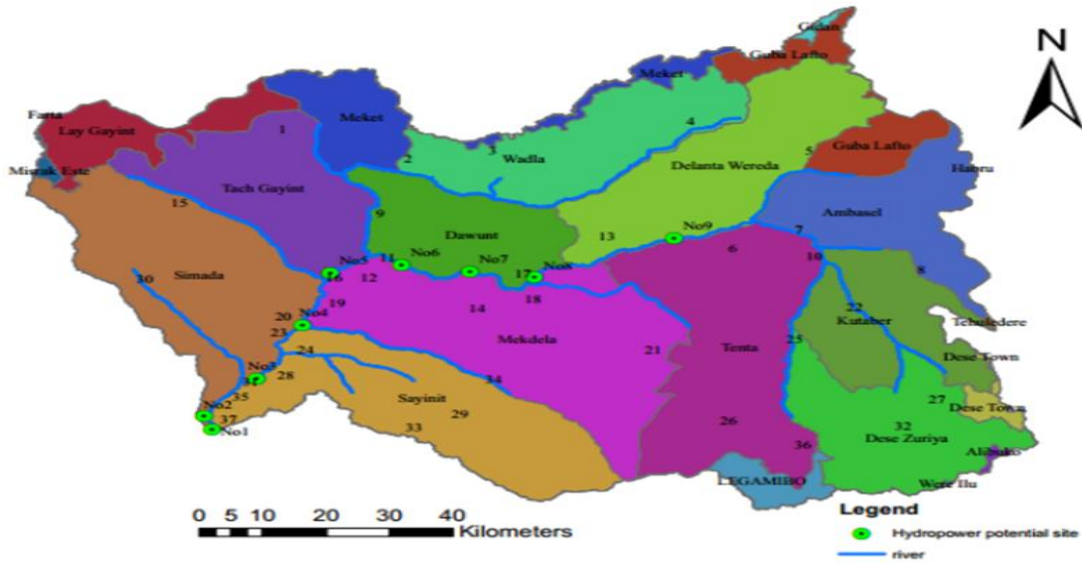 Gidan
Guba Lafto
N
Meket
Farta
Lay Gayint
1
Meket
2
3
Wadla
4
Delanta Wereda
5
Guba Lafto
Misrak Este
Tach Gayint
Habru
15
9
Dawunt
13
No9
6
Ambasel
7
Simada
30
16
No5
11
No6
12
No7
17
No8
10
8
19
14
18
22
Tehuledere
20
No4
23
Kutaber
24
Mekdela
21
Tenta
25
Dese Town
No3
28
34
31
35
Sayinit
29
27
Dese Town
No2
37
No1
33
26
32
Dese Zuriya
36
Albuko
LEGAMIBO
Were Ilu
0 5 10 20 30 40
Kilometers
Legend
Hydropower potential site
river